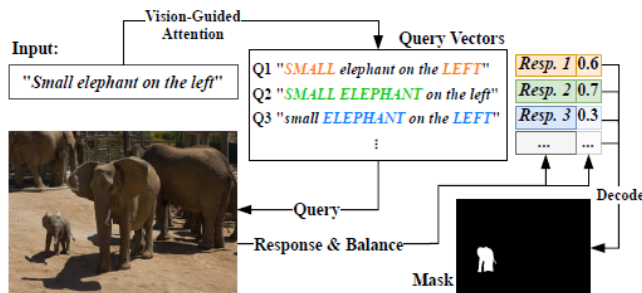 Vision-Guided
Attention
Input:
"Small elephant on the left"
Query Vectors
Q1 "SMALL elephant on the LEFT"
Q2 "SMALL ELEPHANT on the left"
Q3 "small ELEPHANT on the LEFT"
⋮
Resp. 1 0.6
Resp. 2 0.7
Resp. 3 0.3
... ...
Query
Response & Balance
Decode
Mask